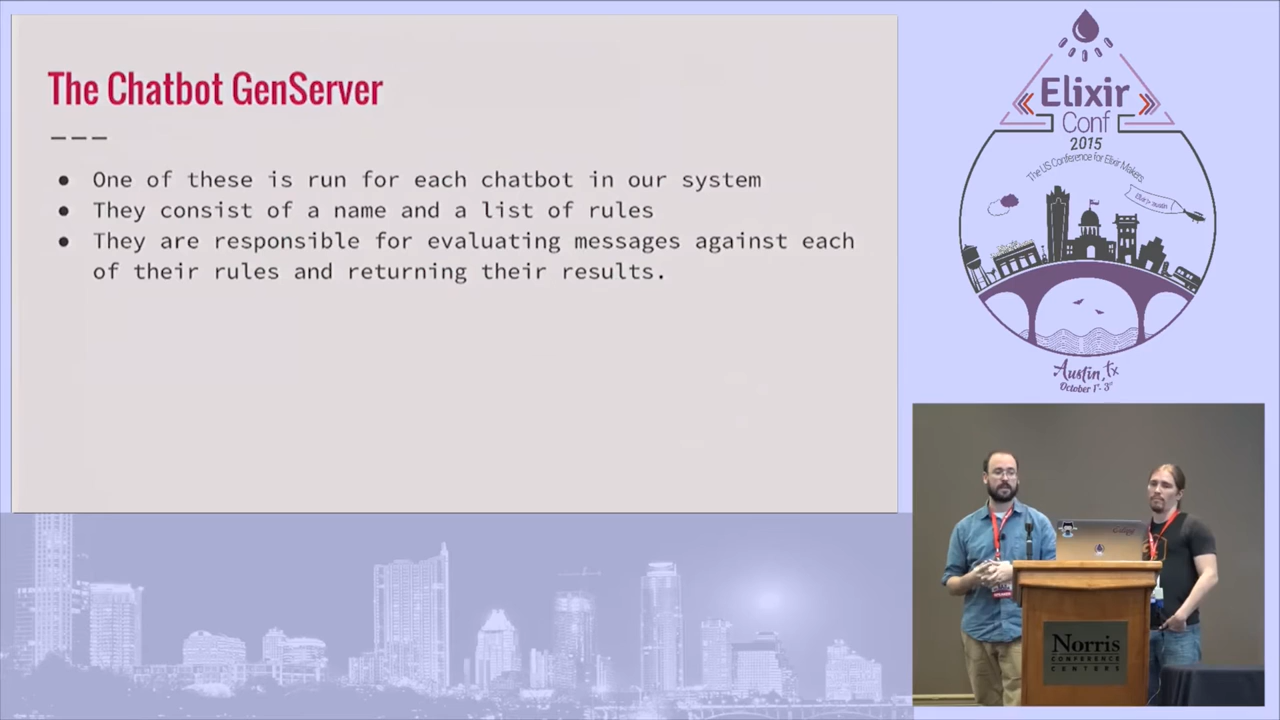 The Chatbot GenServer
One of these is run for each chatbot in our system
They consist of a name and a list of rules
They are responsible for evaluating messages against each
of their rules and returning their results.
Elixir
Conf
2015
The US Conference for Elixir Makers
Austin, TX
October 1st - 3rd
Norris
CONFERENCE
CENTERS